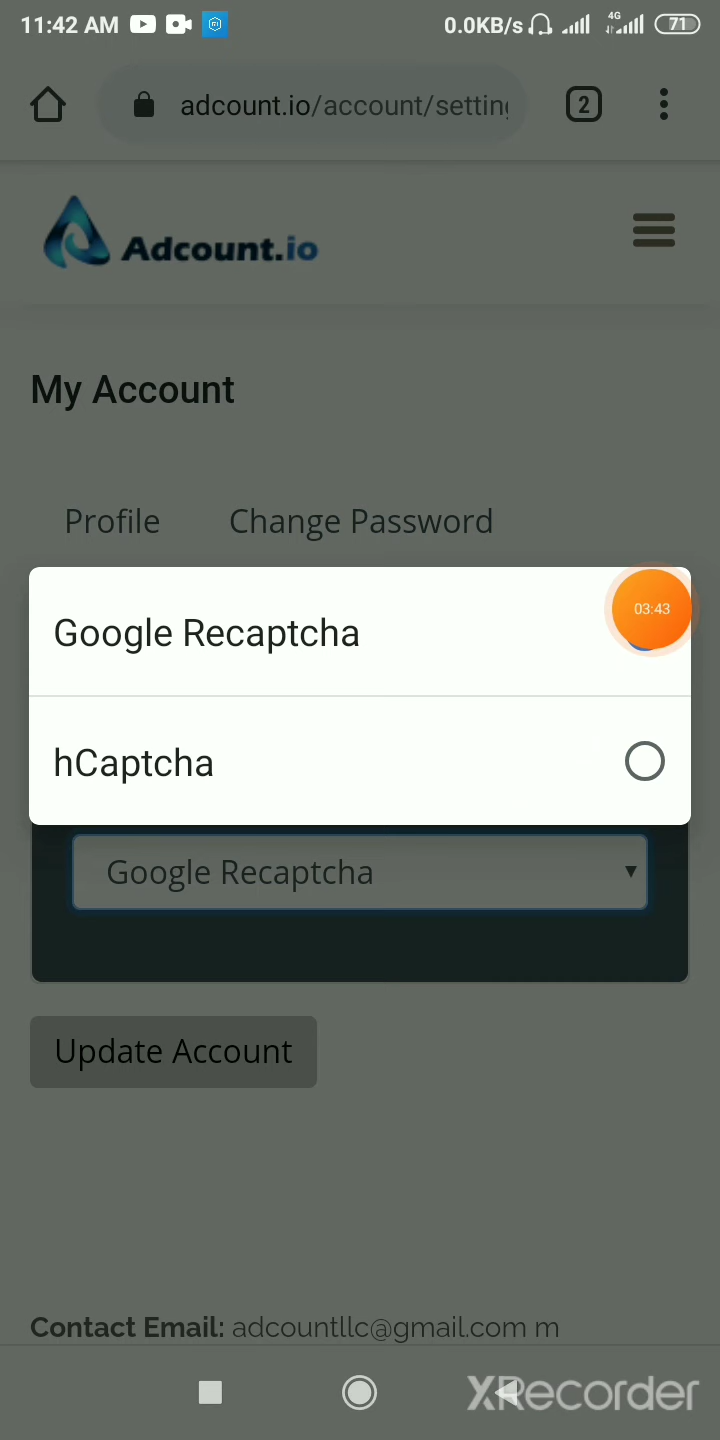 11:42 AM 0.0KB/s 4G 71
adcount.io/account/setting
2
Adcount.io
My Account
Profile Change Password
Google Recaptcha 03:43
hCaptcha
Google Recaptcha
Update Account
Contact Email: adcountllc@gmail.com m
XRecorder